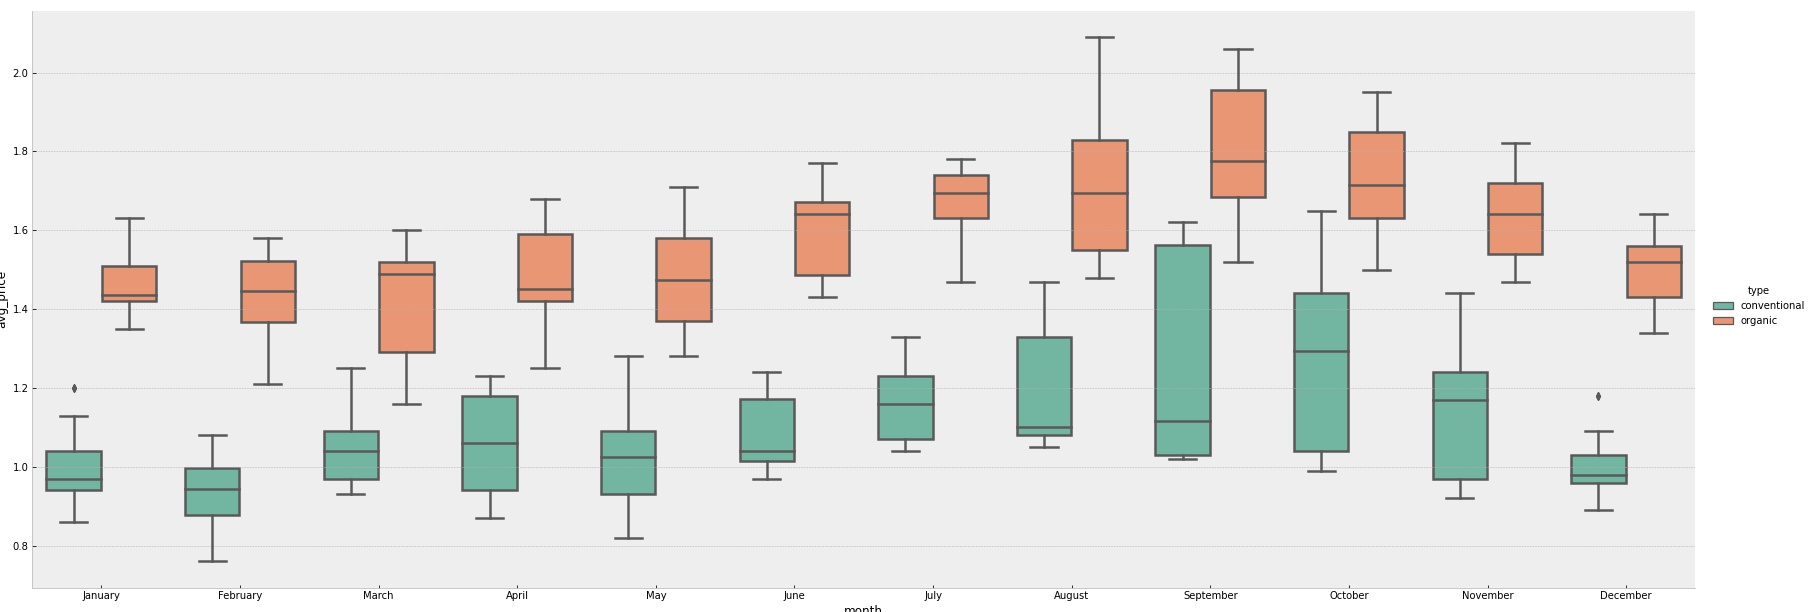 2.0
1.8
1.6
1.4
1.2
1.0
0.8
avg_price
January February March April May June July August September October November December
month
type
conventional
organic